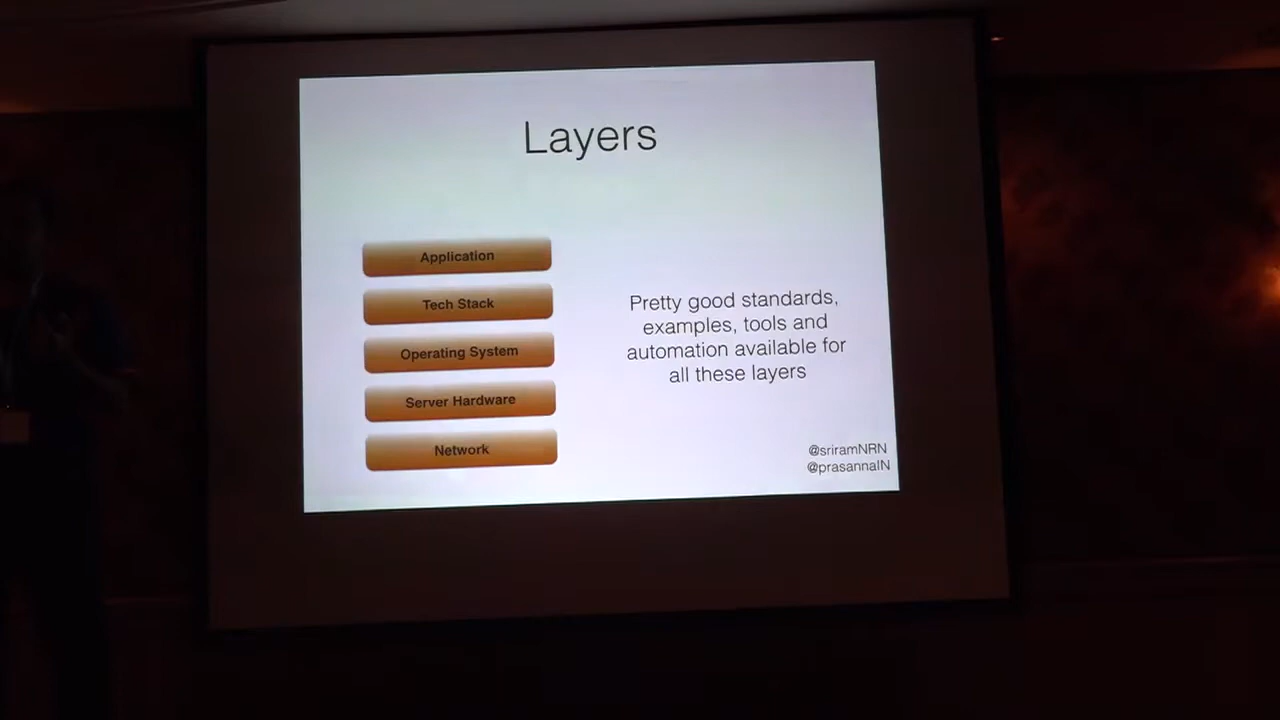 Layers
Application
Tech Stack
Operating System
Server Hardware
Network
Pretty good standards,
examples, tools and
automation available for
all these layers
@sriramNRN
@prasannaIN